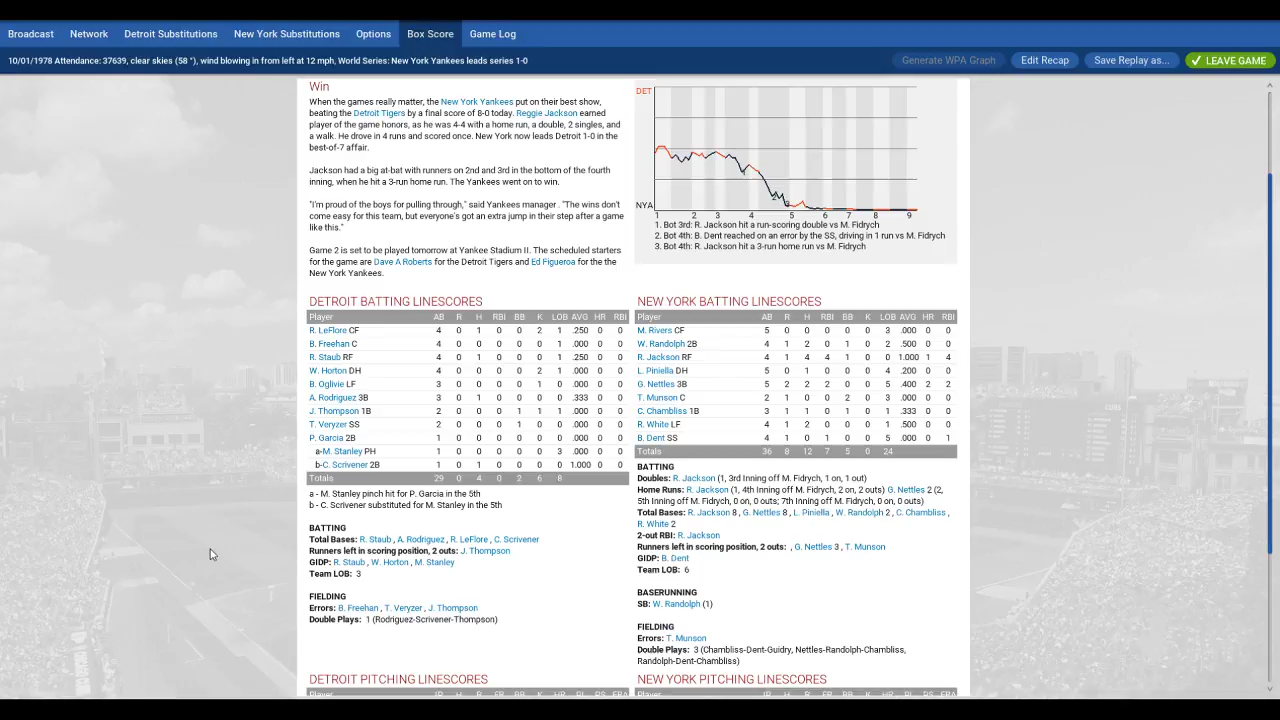 Broadcast Network Detroit Substitutions New York Substitutions Options Box Score Game Log
10/01/1978 Attendance: 37639, clear skies (58 °), wind blowing in from left at 12 mph, World Series: New York Yankees leads series 1-0 Generate WPA Graph Edit Recap Save Replay as... ✓ LEAVE GAME
Win
When the games really matter, the New York Yankees put on their best show,
beating the Detroit Tigers by a final score of 8-0 today. Reggie Jackson earned
player of the game honors, as he was 4-4 with a home run, a double, 2 singles, and
a walk. He drove in 4 runs and scored once. New York now leads Detroit 1-0 in the
best-of-7 affair.
Jackson had a big at-bat with runners on 2nd and 3rd in the bottom of the fourth
inning, when he hit a 3-run home run. The Yankees went on to win.
"I'm proud of the boys for pulling through," said Yankees manager . "The wins don't
come easy for this team, but everyone's got an extra jump in their step after a game
like this."
Game 2 is set to be played tomorrow at Yankee Stadium II. The scheduled starters
for the game are Dave A Roberts for the Detroit Tigers and Ed Figueroa for the the
New York Yankees.
DET
NYA
1 2 3 4 5 6 7 8 9
1. Bot 3rd: R. Jackson hit a run-scoring double vs M. Fidrych
2. Bot 4th: B. Dent reached on an error by the SS, driving in 1 run vs M. Fidrych
3. Bot 4th: R. Jackson hit a 3-run home run vs M. Fidrych
DETROIT BATTING LINESCORES
Player AB R H RBI BB K LOB AVG HR RBI
R. LeFlore CF 4 0 1 0 0 2 1 .250 0 0
B. Freehan C 4 0 0 0 0 0 1 .000 0 0
R. Staub RF 4 0 1 0 0 0 1 .250 0 0
W. Horton DH 4 0 0 0 0 2 1 .000 0 0
B. Oglivie LF 3 0 0 0 0 1 0 .000 0 0
A. Rodriguez 3B 3 0 1 0 0 0 0 .333 0 0
J. Thompson 1B 2 0 0 0 1 1 1 .000 0 0
T. Veryzer SS 2 0 0 0 1 0 0 .000 0 0
P. Garcia 2B 1 0 0 0 0 0 0 .000 0 0
a-M. Stanley PH 1 0 0 0 0 0 3 .000 0 0
b-C. Scrivener 2B 1 0 1 0 0 0 0 1.000 0 0
Totals 29 0 4 0 2 6 8
a - M. Stanley pinch hit for P. Garcia in the 5th
b - C. Scrivener substituted for M. Stanley in the 5th
BATTING
Total Bases: R. Staub , A. Rodriguez , R. LeFlore , C. Scrivener
Runners left in scoring position, 2 outs: J. Thompson
GIDP: R. Staub , W. Horton , M. Stanley
Team LOB: 3
FIELDING
Errors: B. Freehan , T. Veryzer , J. Thompson
Double Plays: 1 (Rodriguez-Scrivener-Thompson)
NEW YORK BATTING LINESCORES
Player AB R H RBI BB K LOB AVG HR RBI
M. Rivers CF 5 0 0 0 0 0 3 .000 0 0
W. Randolph 2B 4 1 2 0 1 0 2 .500 0 0
R. Jackson RF 4 1 4 4 1 0 0 1.000 1 4
L. Piniella DH 5 0 1 0 0 0 4 .200 0 0
G. Nettles 3B 5 2 2 2 0 0 5 .400 2 2
T. Munson C 2 1 0 0 2 0 3 .000 0 0
C. Chambliss 1B 3 1 1 0 1 0 1 .333 0 0
R. White LF 4 1 2 0 0 0 1 .500 0 0
B. Dent SS 4 1 0 1 0 0 5 .000 0 1
Totals 36 8 12 7 5 0 24
BATTING
Doubles: R. Jackson (1, 3rd Inning off M. Fidrych, 1 on, 1 out)
Home Runs: R. Jackson (1, 4th Inning off M. Fidrych, 2 on, 2 outs) G. Nettles 2 (2,
5th Inning off M. Fidrych, 0 on, 0 outs; 7th Inning off M. Fidrych, 0 on, 0 outs)
Total Bases: R. Jackson 8 , G. Nettles 8 , L. Piniella , W. Randolph 2 , C. Chambliss ,
R. White 2
2-out RBI: R. Jackson
Runners left in scoring position, 2 outs: , G. Nettles 3 , T. Munson
GIDP: B. Dent
Team LOB: 6
BASERUNNING
SB: W. Randolph (1)
FIELDING
Errors: T. Munson
Double Plays: 3 (Chambliss-Dent-Guidry, Nettles-Randolph-Chambliss,
Randolph-Dent-Chambliss)
DETROIT PITCHING LINESCORES
Player IP H R ER BB K HR PI PS ERA
NEW YORK PITCHING LINESCORES
Player IP H R ER BB K HR PI PS ERA